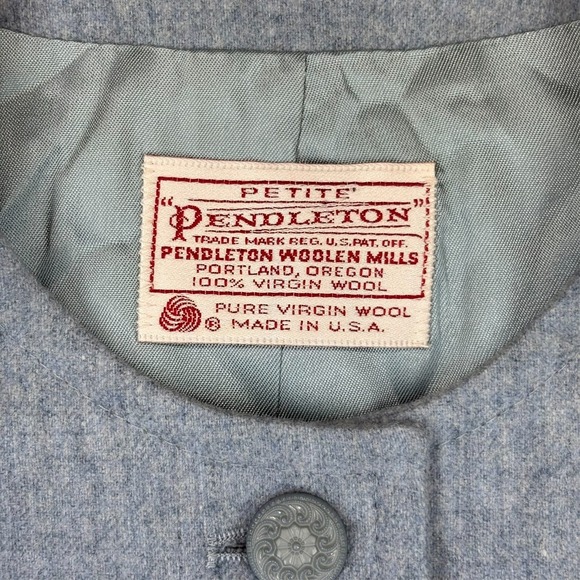 PETITE'
"PENDLETON"
TRADE MARK REG. U.S. PAT. OFF.
PENDLETON WOOLEN MILLS
PORTLAND, OREGON
100% VIRGIN WOOL
® PURE VIRGIN WOOL
MADE IN U.S.A.